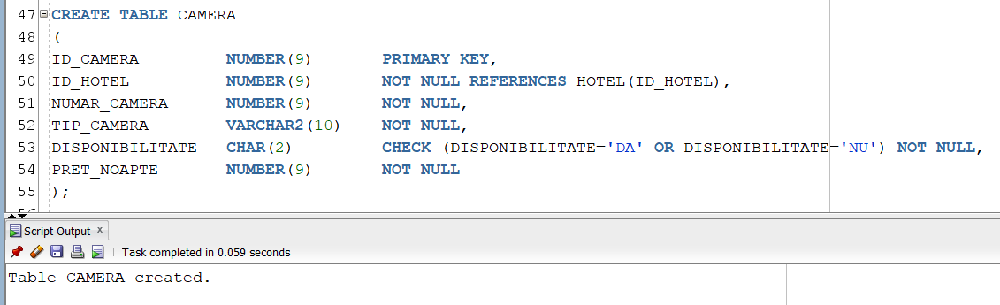 47 CREATE TABLE CAMERA
48 (
49 ID_CAMERA NUMBER(9) PRIMARY KEY,
50 ID_HOTEL NUMBER(9) NOT NULL REFERENCES HOTEL(ID_HOTEL),
51 NUMAR_CAMERA NUMBER(9) NOT NULL,
52 TIP_CAMERA VARCHAR2(10) NOT NULL,
53 DISPONIBILITATE CHAR(2) CHECK (DISPONIBILITATE='DA' OR DISPONIBILITATE='NU') NOT NULL,
54 PRET_NOAPTE NUMBER(9) NOT NULL
55 );
Script Output x
Task completed in 0.059 seconds
Table CAMERA created.